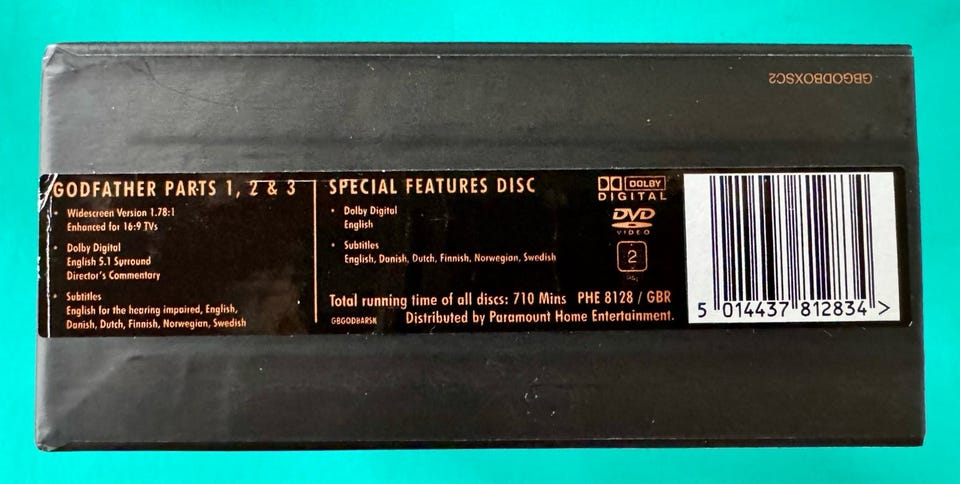 GBGODBOXSC2
GODFATHER PARTS 1, 2 & 3
• Widescreen Version 1.78:1
Enhanced for 16:9 TVs
• Dolby Digital
English 5.1 Surround
Director's Commentary
• Subtitles
English for the hearing impaired, English,
Danish, Dutch, Finnish, Norwegian, Swedish
SPECIAL FEATURES DISC
• Dolby Digital
English
• Subtitles
English, Danish, Dutch, Finnish, Norwegian, Swedish
Total running time of all discs: 710 Mins PHE 8128 / GBR
GBGODBARSK Distributed by Paramount Home Entertainment.
DOLBY
DIGITAL
DVD
VIDEO
2
5 014437 812834 >